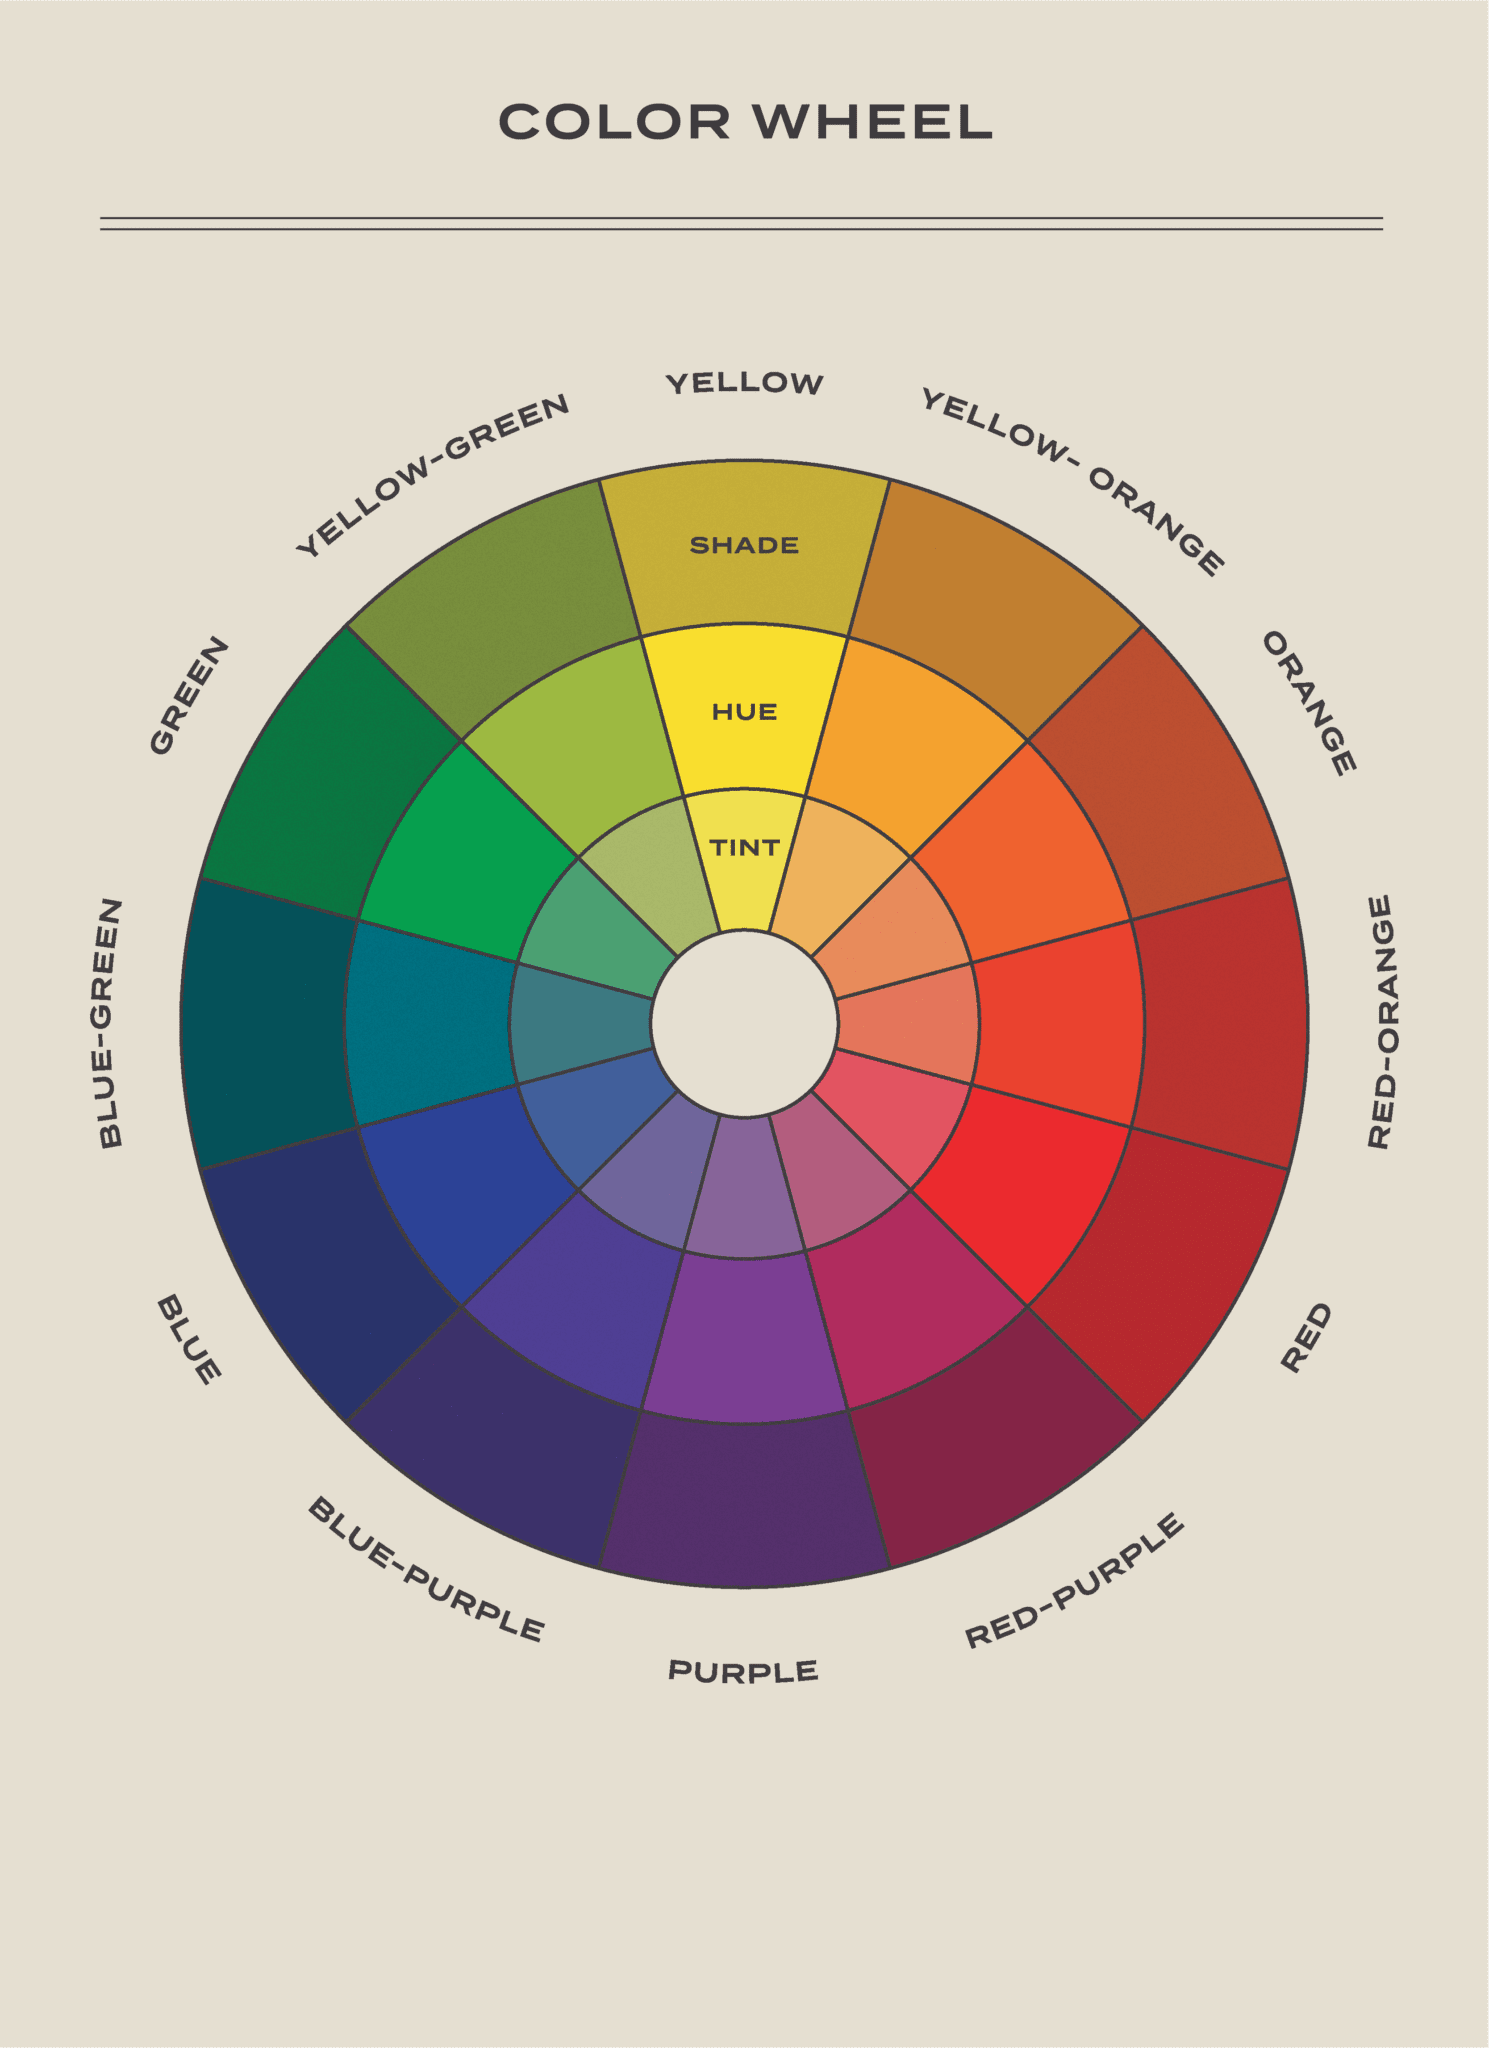 COLOR WHEEL
YELLOW
YELLOW- ORANGE
ORANGE
RED-ORANGE
RED
RED-PURPLE
PURPLE
BLUE-PURPLE
BLUE
BLUE-GREEN
GREEN
YELLOW-GREEN
SHADE
HUE
TINT